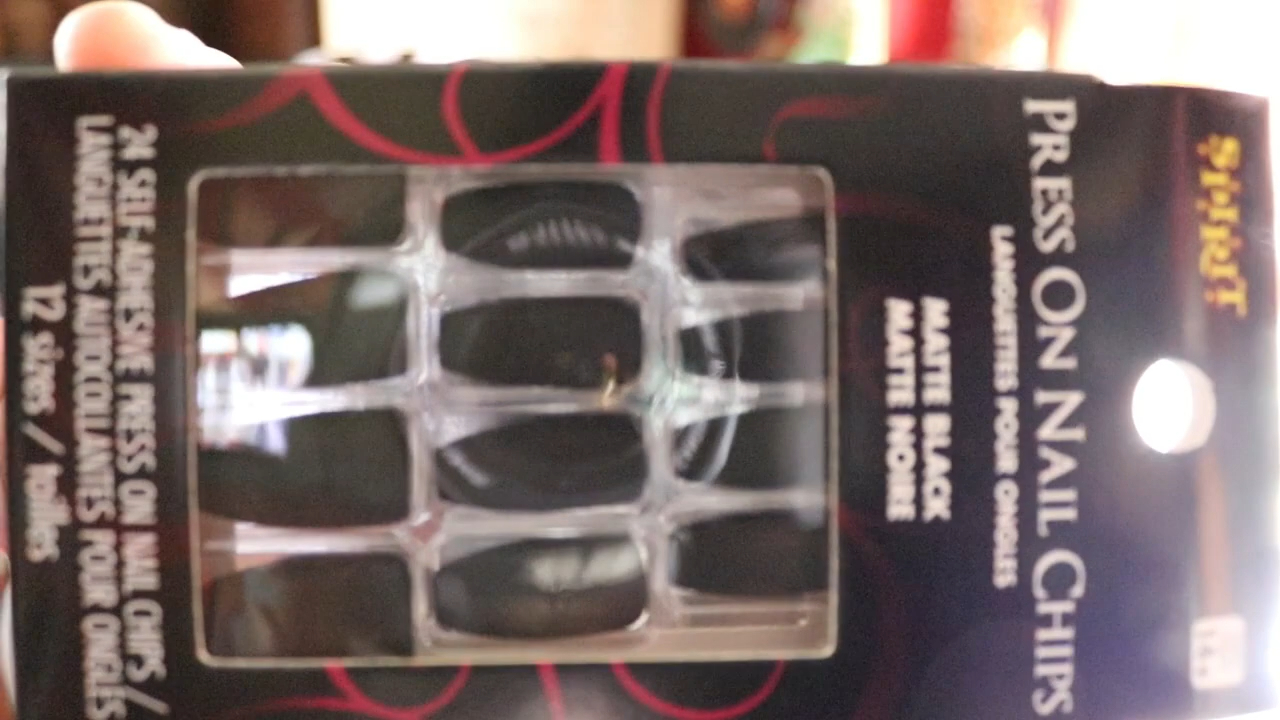 SPIRIT
PRESS ON NAIL CHIPS
LANGUETTES POUR ONGLES
MATTE BLACK
MATTE NOIRE
24 SELF-ADHESIVE PRESS ON NAIL CHIPS /
LANGUETTES AUTOCOLLANTES POUR ONGLES
12 sizes / tailles